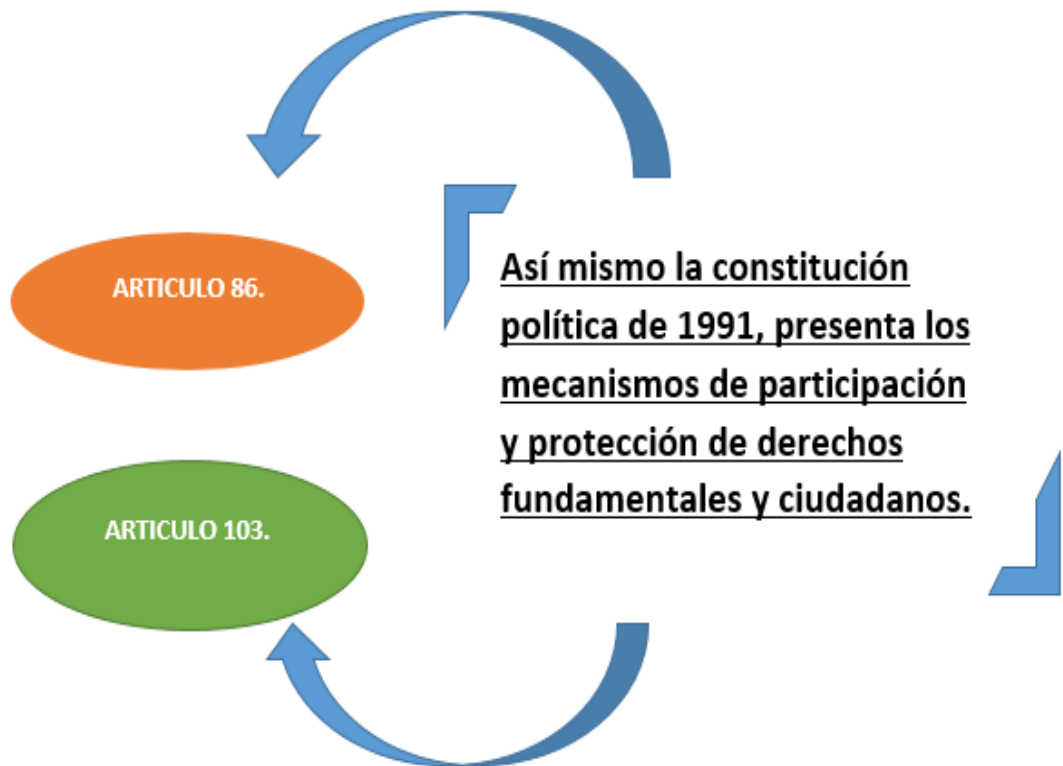 ARTICULO 86.
Así mismo la constitución
política de 1991, presenta los
mecanismos de participación
y protección de derechos
fundamentales y ciudadanos.
ARTICULO 103.